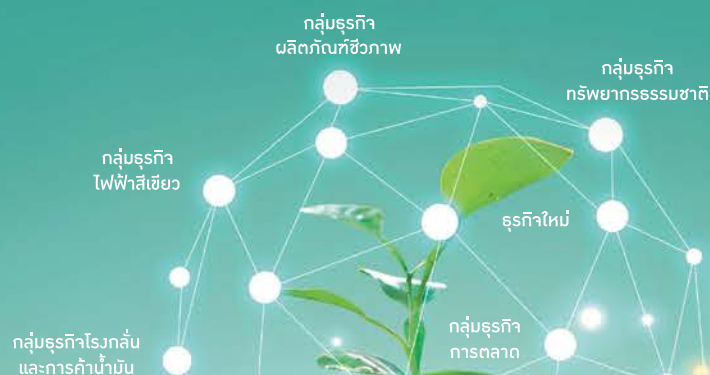 กลุ่มธุรกิจ
ผลิตภัณฑ์ชีวภาพ
กลุ่มธุรกิจ
ทรัพยากรธรรมชาติ
กลุ่มธุรกิจ
ไฟฟ้าสีเขียว
ธุรกิจใหม่
กลุ่มธุรกิจ
การตลาด
กลุ่มธุรกิจโรงกลั่น
และการค้าน้ำมัน